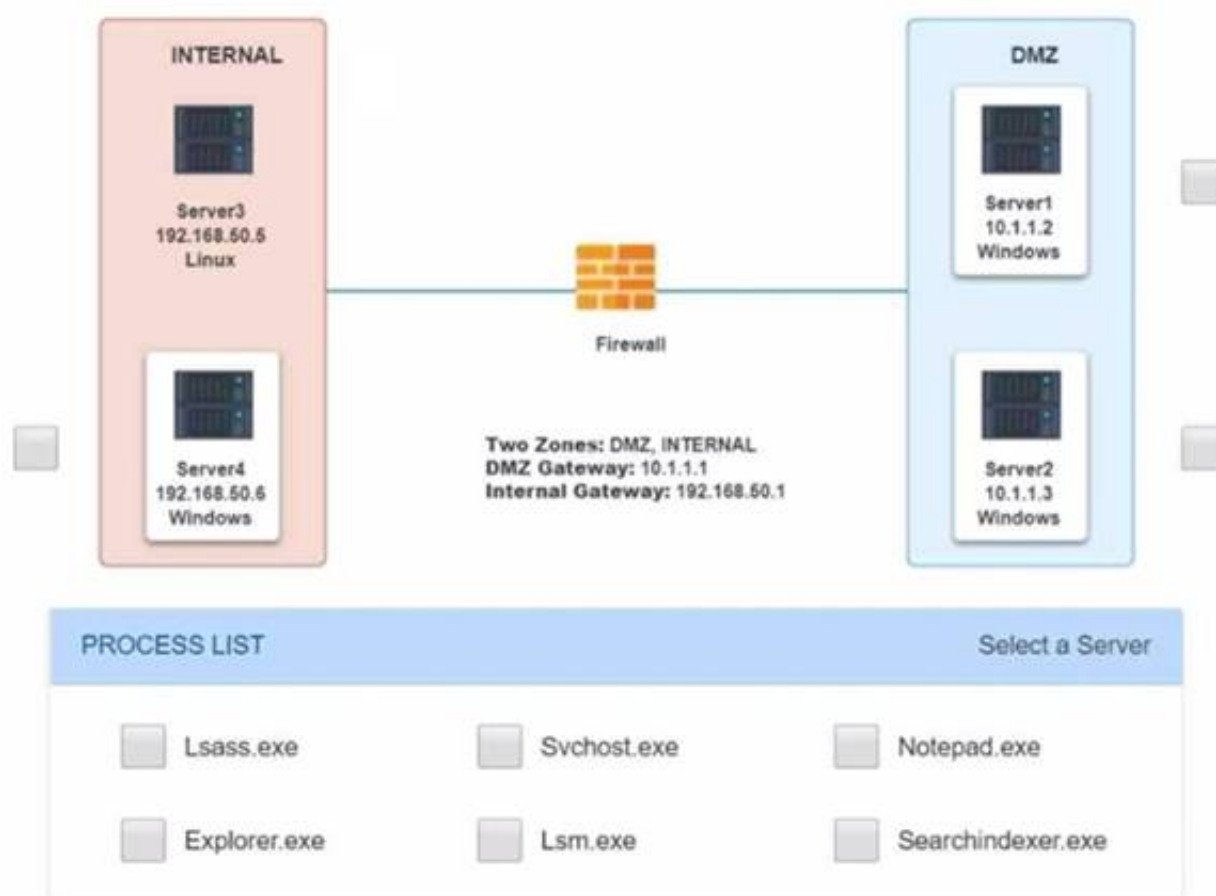 INTERNAL
Server3
192.168.50.5
Linux
Server4
192.168.50.6
Windows
Firewall
Two Zones: DMZ, INTERNAL
DMZ Gateway: 10.1.1.1
Internal Gateway: 192.168.50.1
DMZ
Server1
10.1.1.2
Windows
Server2
10.1.1.3
Windows
PROCESS LIST
Select a Server
Lsass.exe
Svchost.exe
Notepad.exe
Explorer.exe
Lsm.exe
Searchindexer.exe